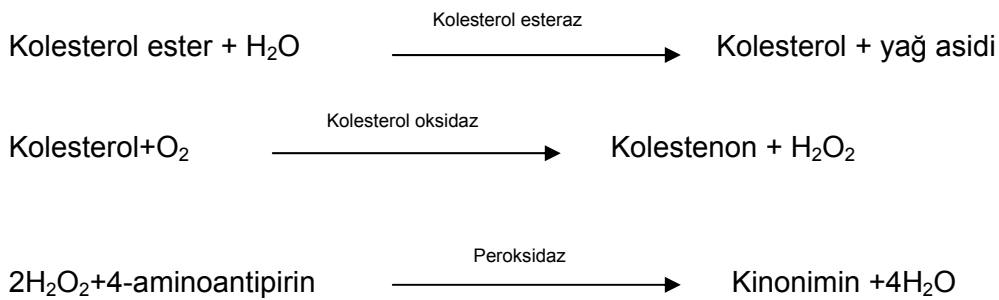 Kolesterol esteraz
Kolesterol ester + H₂O Kolesterol + yağ asidi
Kolesterol oksidaz
Kolesterol+O₂ Kolestenon + H₂O₂
Peroksidaz
2H₂O₂+4-aminoantipirin Kinonimin +4H₂O